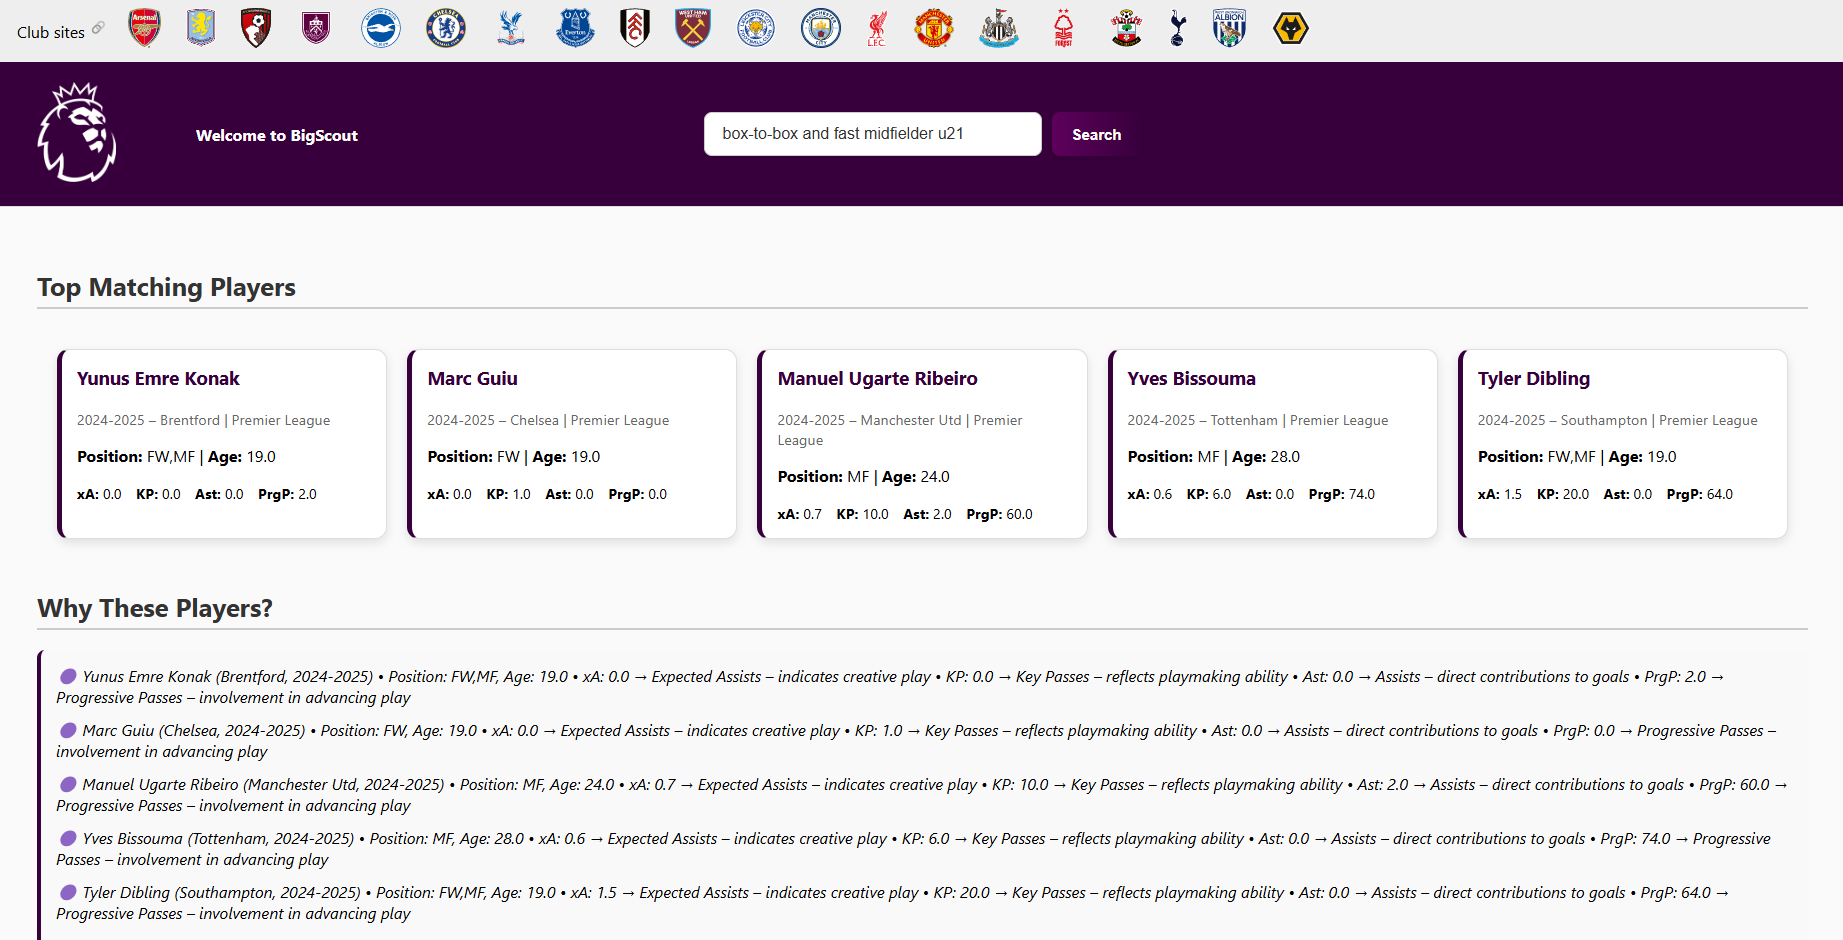 Club sites
Arsenal
Everton
WEST HAM
UNITED
MANCHESTER
CITY
L.F.C.
FOREST
ALBION
Welcome to BigScout
box-to-box and fast midfielder u21
Search
Top Matching Players
Yunus Emre Konak
2024-2025 – Brentford | Premier League
Position: FW,MF | Age: 19.0
xA: 0.0 KP: 0.0 Ast: 0.0 PrgP: 2.0
Marc Guiu
2024-2025 – Chelsea | Premier League
Position: FW | Age: 19.0
xA: 0.0 KP: 1.0 Ast: 0.0 PrgP: 0.0
Manuel Ugarte Ribeiro
2024-2025 – Manchester Utd | Premier
League
Position: MF | Age: 24.0
xA: 0.7 KP: 10.0 Ast: 2.0 PrgP: 60.0
Yves Bissouma
2024-2025 – Tottenham | Premier League
Position: MF | Age: 28.0
xA: 0.6 KP: 6.0 Ast: 0.0 PrgP: 74.0
Tyler Dibling
2024-2025 – Southampton | Premier League
Position: FW,MF | Age: 19.0
xA: 1.5 KP: 20.0 Ast: 0.0 PrgP: 64.0
Why These Players?
Yunus Emre Konak (Brentford, 2024-2025) • Position: FW,MF, Age: 19.0 • xA: 0.0 → Expected Assists – indicates creative play • KP: 0.0 → Key Passes – reflects playmaking ability • Ast: 0.0 → Assists – direct contributions to goals • PrgP: 2.0 →
Progressive Passes – involvement in advancing play
Marc Guiu (Chelsea, 2024-2025) • Position: FW, Age: 19.0 • xA: 0.0 → Expected Assists – indicates creative play • KP: 1.0 → Key Passes – reflects playmaking ability • Ast: 0.0 → Assists – direct contributions to goals • PrgP: 0.0 → Progressive Passes –
involvement in advancing play
Manuel Ugarte Ribeiro (Manchester Utd, 2024-2025) • Position: MF, Age: 24.0 • xA: 0.7 → Expected Assists – indicates creative play • KP: 10.0 → Key Passes – reflects playmaking ability • Ast: 2.0 → Assists – direct contributions to goals • PrgP: 60.0 →
Progressive Passes – involvement in advancing play
Yves Bissouma (Tottenham, 2024-2025) • Position: MF, Age: 28.0 • xA: 0.6 → Expected Assists – indicates creative play • KP: 6.0 → Key Passes – reflects playmaking ability • Ast: 0.0 → Assists – direct contributions to goals • PrgP: 74.0 → Progressive
Passes – involvement in advancing play
Tyler Dibling (Southampton, 2024-2025) • Position: FW,MF, Age: 19.0 • xA: 1.5 → Expected Assists – indicates creative play • KP: 20.0 → Key Passes – reflects playmaking ability • Ast: 0.0 → Assists – direct contributions to goals • PrgP: 64.0 →
Progressive Passes – involvement in advancing play